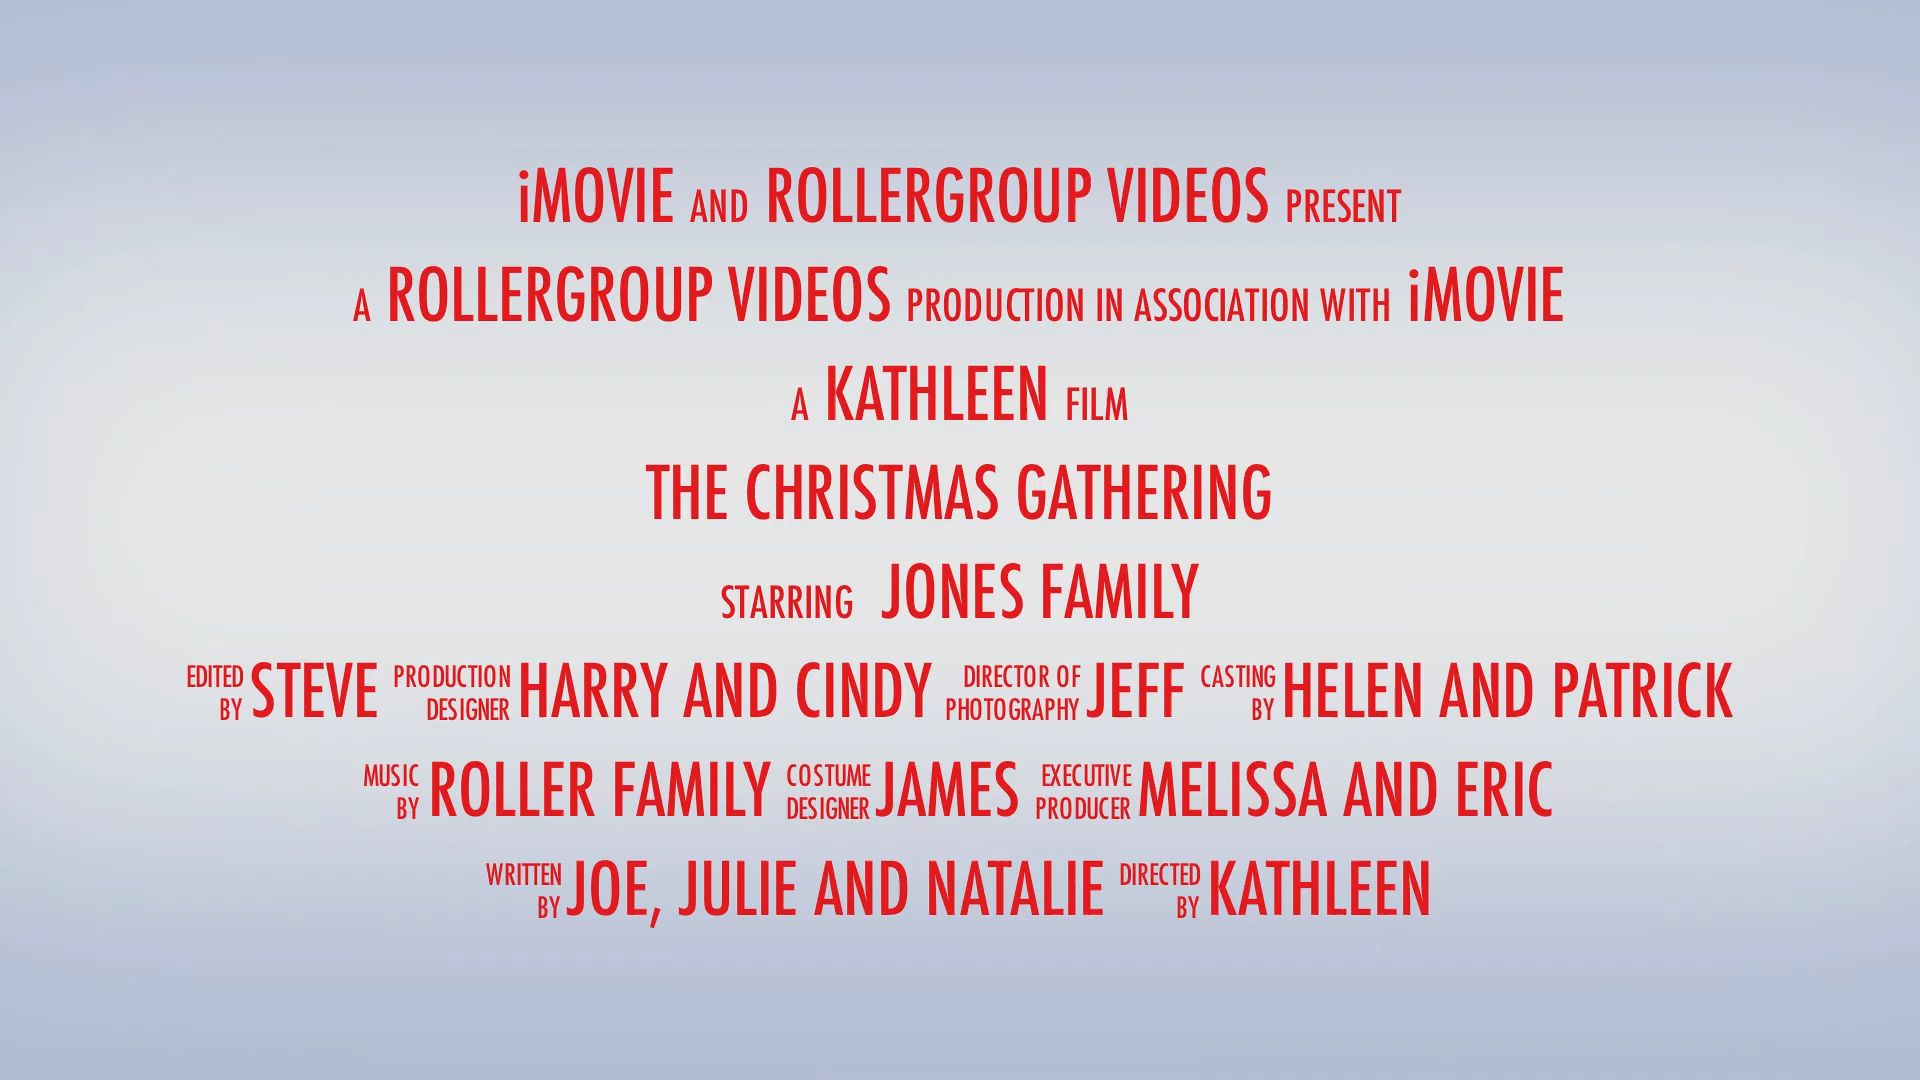 iMOVIE AND ROLLERGROUP VIDEOS PRESENT
A ROLLERGROUP VIDEOS PRODUCTION IN ASSOCIATION WITH iMOVIE
A KATHLEEN FILM
THE CHRISTMAS GATHERING
STARRING JONES FAMILY
EDITED BY STEVE PRODUCTION DESIGNER HARRY AND CINDY DIRECTOR OF PHOTOGRAPHY JEFF CASTING BY HELEN AND PATRICK
MUSIC BY ROLLER FAMILY COSTUME DESIGNER JAMES EXECUTIVE PRODUCER MELISSA AND ERIC
WRITTEN BY JOE, JULIE AND NATALIE DIRECTED BY KATHLEEN